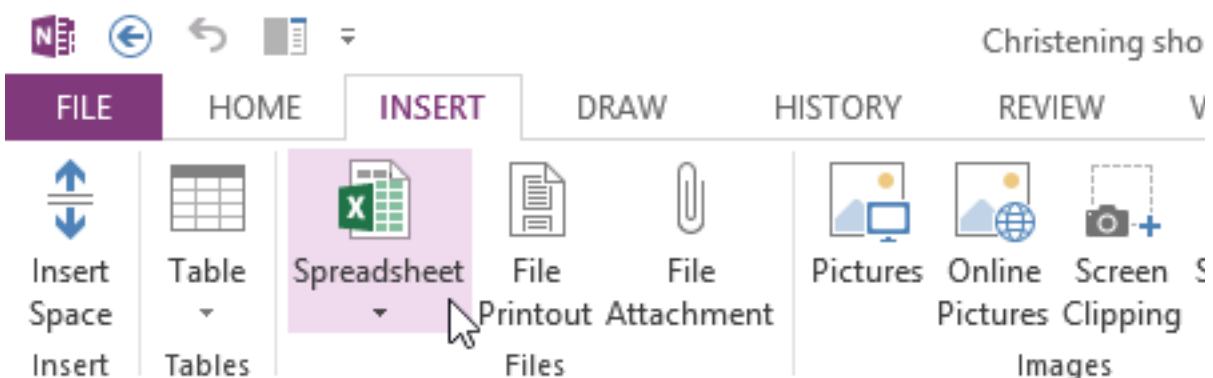 Christening sho
FILE HOME INSERT DRAW HISTORY REVIEW V
Insert Space
Table
Spreadsheet
File Printout
File Attachment
Pictures
Online Pictures
Screen Clipping
S
Insert Tables Files Images